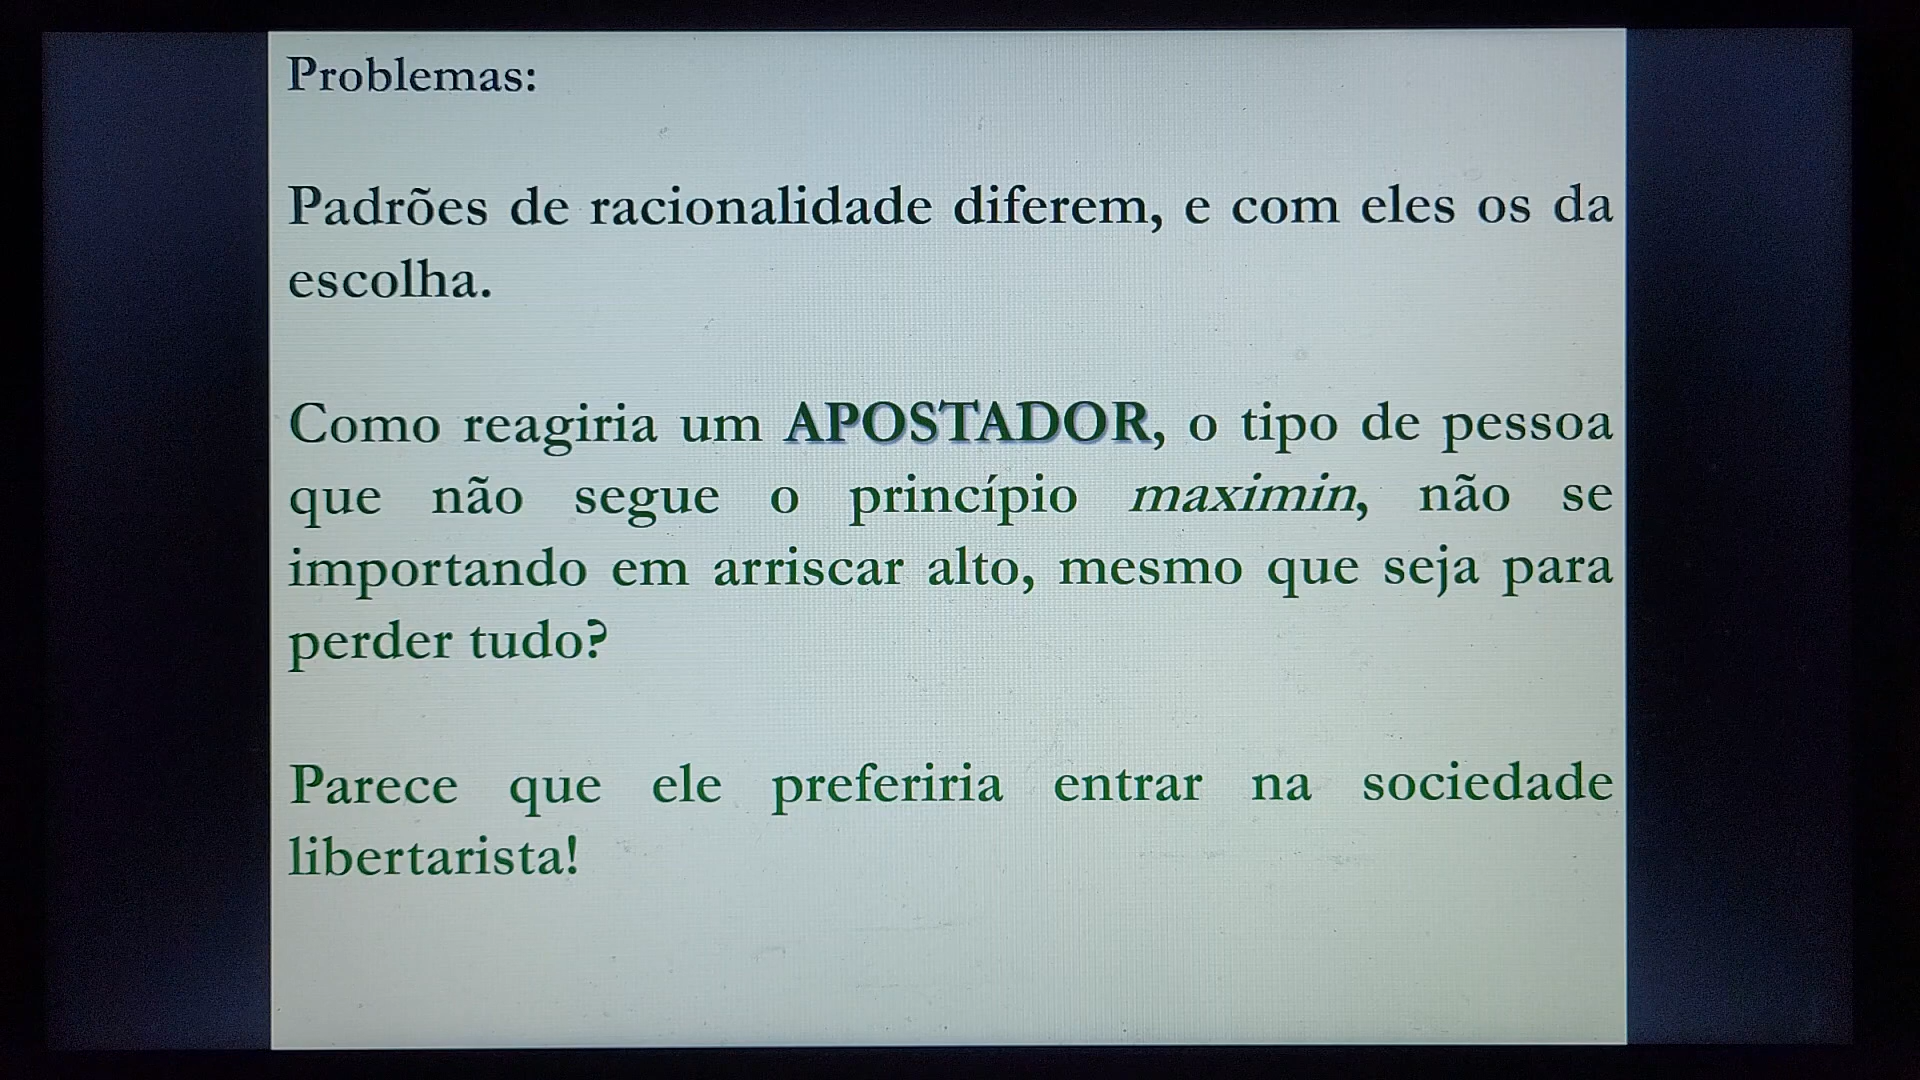 Problemas:
Padrões de racionalidade diferem, e com eles os da
escolha.
Como reagiria um APOSTADOR, o tipo de pessoa
que não segue o princípio maximin, não se
importando em arriscar alto, mesmo que seja para
perder tudo?
Parece que ele preferiria entrar na sociedade
libertarista!